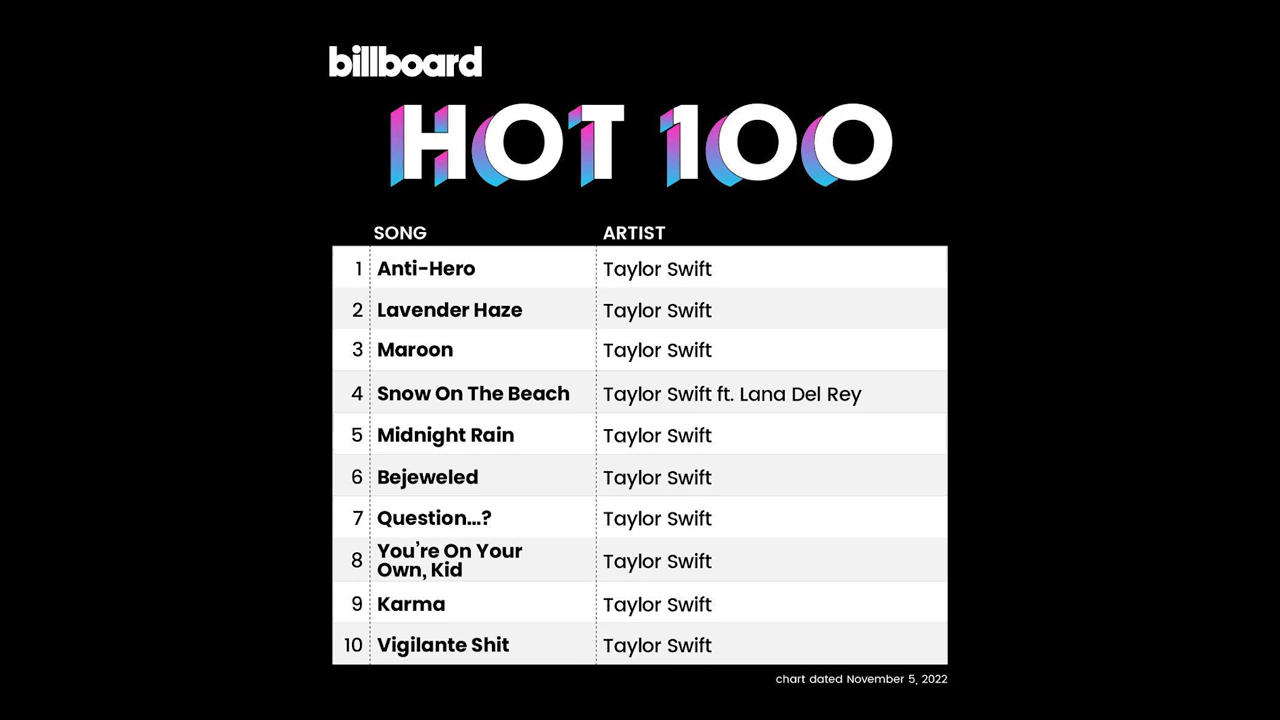 billboard
HOT 100
SONG ARTIST
1 Anti-Hero Taylor Swift
2 Lavender Haze Taylor Swift
3 Maroon Taylor Swift
4 Snow On The Beach Taylor Swift ft. Lana Del Rey
5 Midnight Rain Taylor Swift
6 Bejeweled Taylor Swift
7 Question...? Taylor Swift
8 You're On Your
Own, Kid Taylor Swift
9 Karma Taylor Swift
10 Vigilante Shit Taylor Swift
chart dated November 5, 2022